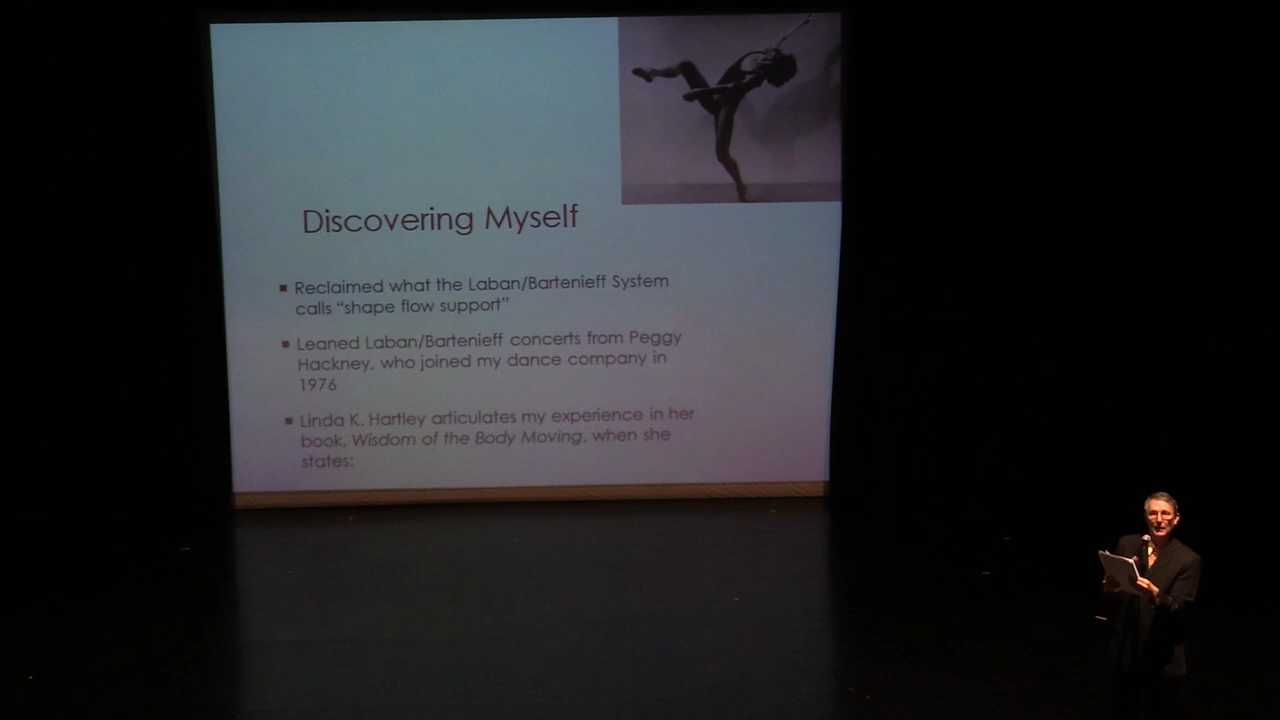 Discovering Myself
▪ Reclaimed what the Laban/Bartenieff System
calls “shape flow support”
▪ Leaned Laban/Bartenieff concerts from Peggy
Hackney, who joined my dance company in
1976
▪ Linda K. Hartley articulates my experience in her
book, Wisdom of the Body Moving, when she
states: